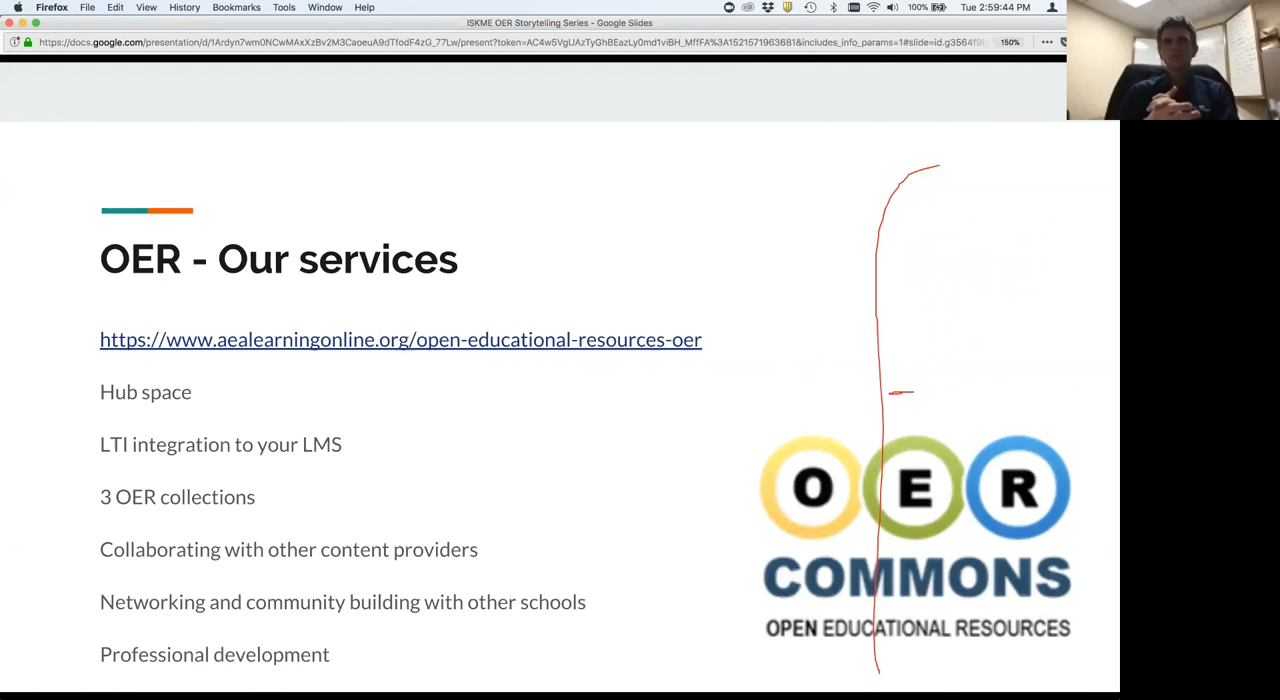 Firefox File Edit View History Bookmarks Tools Window Help 100% Tue 2:59:44 PM
ISKME OER Storytelling Series - Google Slides
150%
OER - Our services
https://www.aealearningonline.org/open-educational-resources-oer
Hub space
LTI integration to your LMS
3 OER collections
Collaborating with other content providers
Networking and community building with other schools
Professional development
OER
COMMONS
OPEN EDUCATIONAL RESOURCES